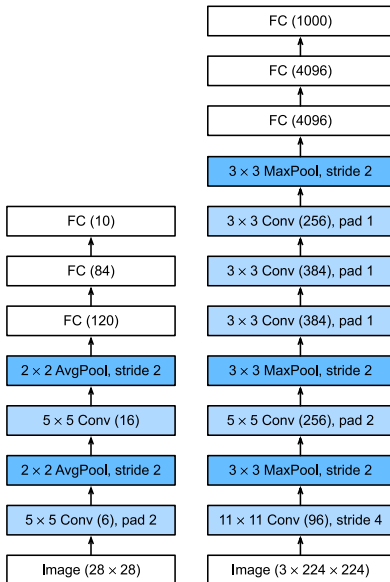 FC (10)
FC (84)
FC (120)
2 × 2 AvgPool, stride 2
5 × 5 Conv (16)
2 × 2 AvgPool, stride 2
5 × 5 Conv (6), pad 2
Image (28 × 28)
FC (1000)
FC (4096)
FC (4096)
3 × 3 MaxPool, stride 2
3 × 3 Conv (256), pad 1
3 × 3 Conv (384), pad 1
3 × 3 Conv (384), pad 1
3 × 3 MaxPool, stride 2
5 × 5 Conv (256), pad 2
3 × 3 MaxPool, stride 2
11 × 11 Conv (96), stride 4
Image (3 × 224 × 224)